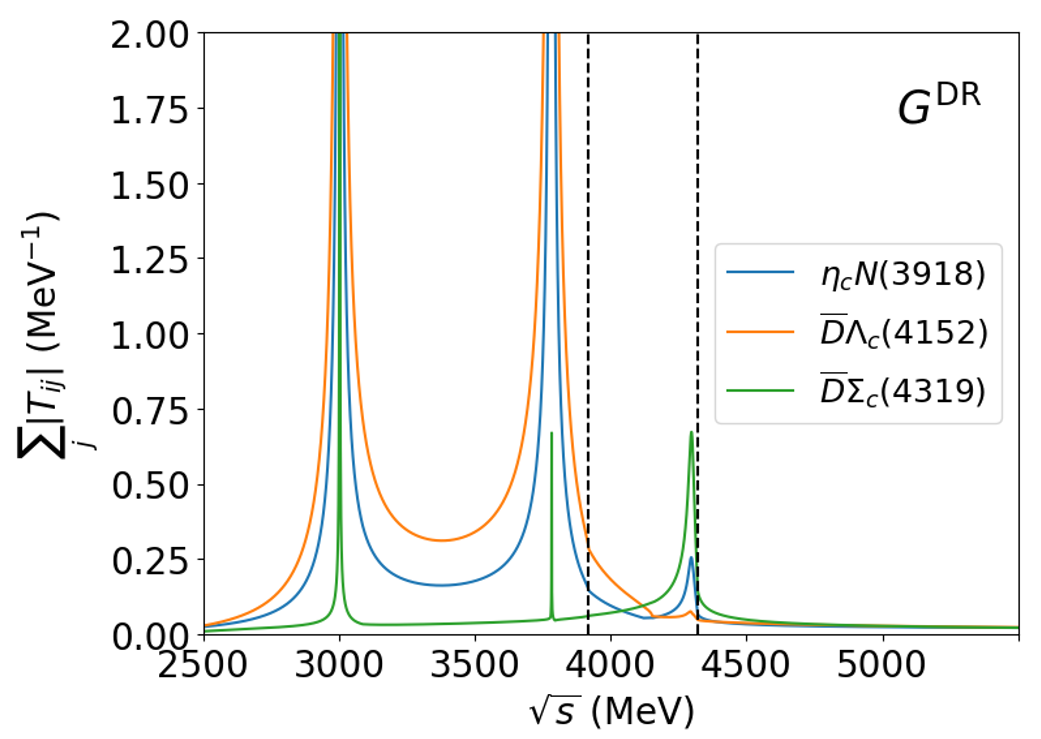 2.00
1.75
1.50
1.25
1.00
0.75
0.50
0.25
0.00
2500 3000 3500 4000 4500 5000
√s (MeV)
∑j|Tij| (MeV⁻¹)
G^DR
η_c N(3918)
D̅Λ_c(4152)
D̅Σ_c(4319)